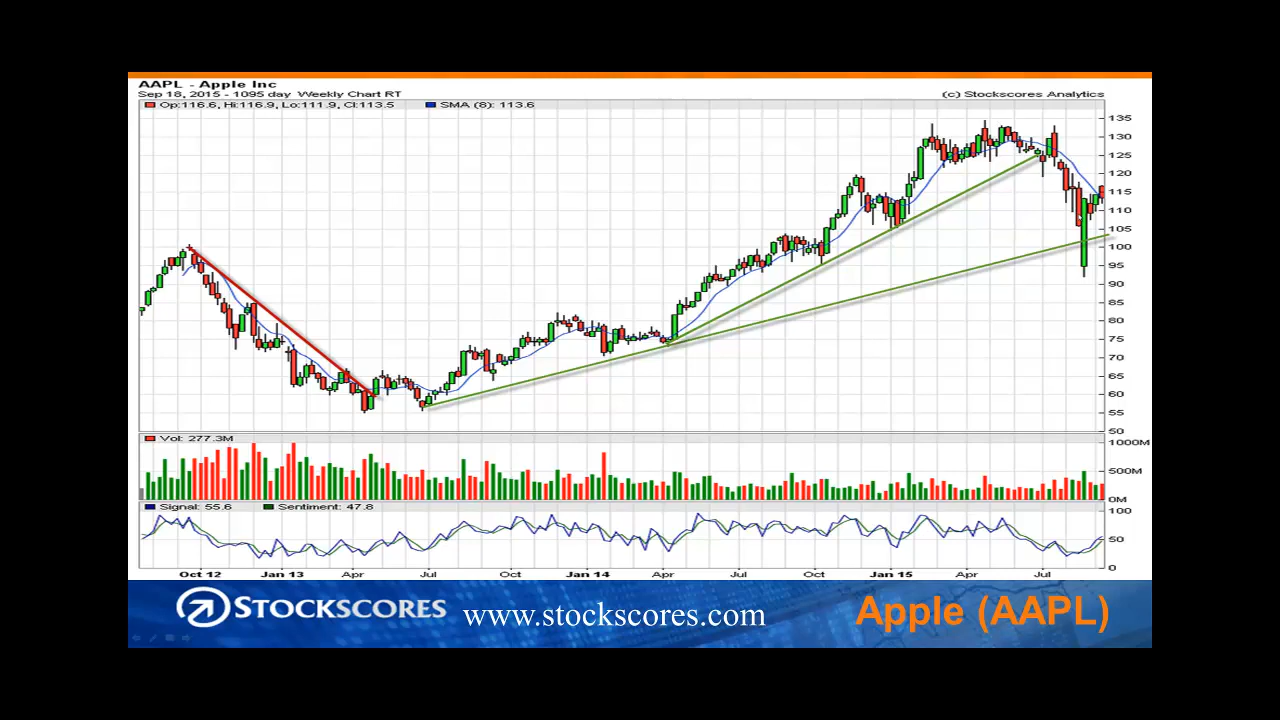 AAPL - Apple Inc
Sep 18, 2015 - 1095 day Weekly Chart RT
(c) Stockscores Analytics
Op:116.6, Hi:116.9, Lo:111.9, Cl:113.5
SMA (8): 113.6
135
130
125
120
115
110
105
100
95
90
85
80
75
70
65
60
55
50
Vol: 277.3M
1000M
500M
0M
Signal: 55.6
Sentiment: 47.8
100
50
0
Oct 12 Jan 13 Apr Jul Oct Jan 14 Apr Jul Oct Jan 15 Apr Jul
STOCKSCORES
www.stockscores.com
Apple (AAPL)